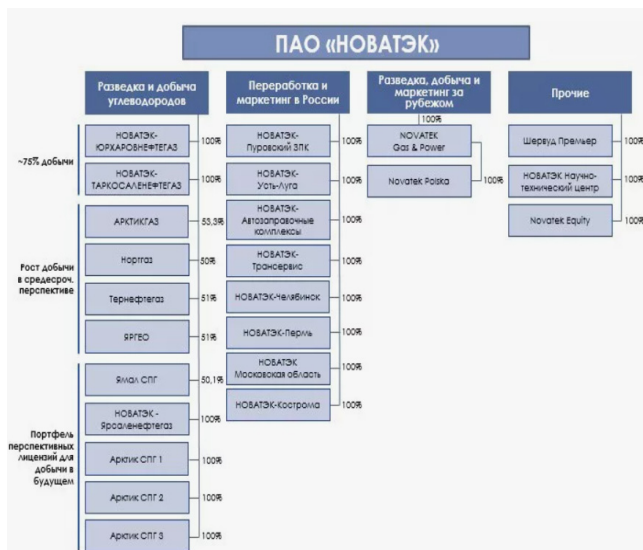 ПАО «НОВАТЭК»
Разведка и добыча
углеводородов
Переработка и
маркетинг в России
Разведка, добыча и
маркетинг за
рубежом
Прочие
~75% добычи
НОВАТЭК-
ЮРХАРОВНЕФТЕГАЗ
100%
НОВАТЭК-
ТАРКОСАЛЕНЕФТЕГАЗ
100%
Рост добычи
в средесроч.
перспективе
АРКТИКГАЗ
53,3%
Нортгаз
50%
Тернефтегаз
51%
ЯРГЕО
51%
Портфель
перспективных
лицензий для
добычи в
будущем
Ямал СПГ
50,1%
НОВАТЭК -
Ярсаленефтегаз
100%
Арктик СПГ 1
100%
Арктик СПГ 2
100%
Арктик СПГ 3
100%
НОВАТЭК-
Пуровский ЗПК
100%
НОВАТЭК-
Усть-Луга
100%
НОВАТЭК-
Автозаправочные
комплексы
100%
НОВАТЭК-
Трансервис
100%
НОВАТЭК-Челябинск
100%
НОВАТЭК-Пермь
100%
НОВАТЭК
Московская область
100%
НОВАТЭК-Кострома
100%
100%
NOVATEK
Gas & Power
Novatek Polska
100%
Шервуд Премьер
100%
НОВАТЭК Научно-
технический центр
100%
Novatek Equity
100%